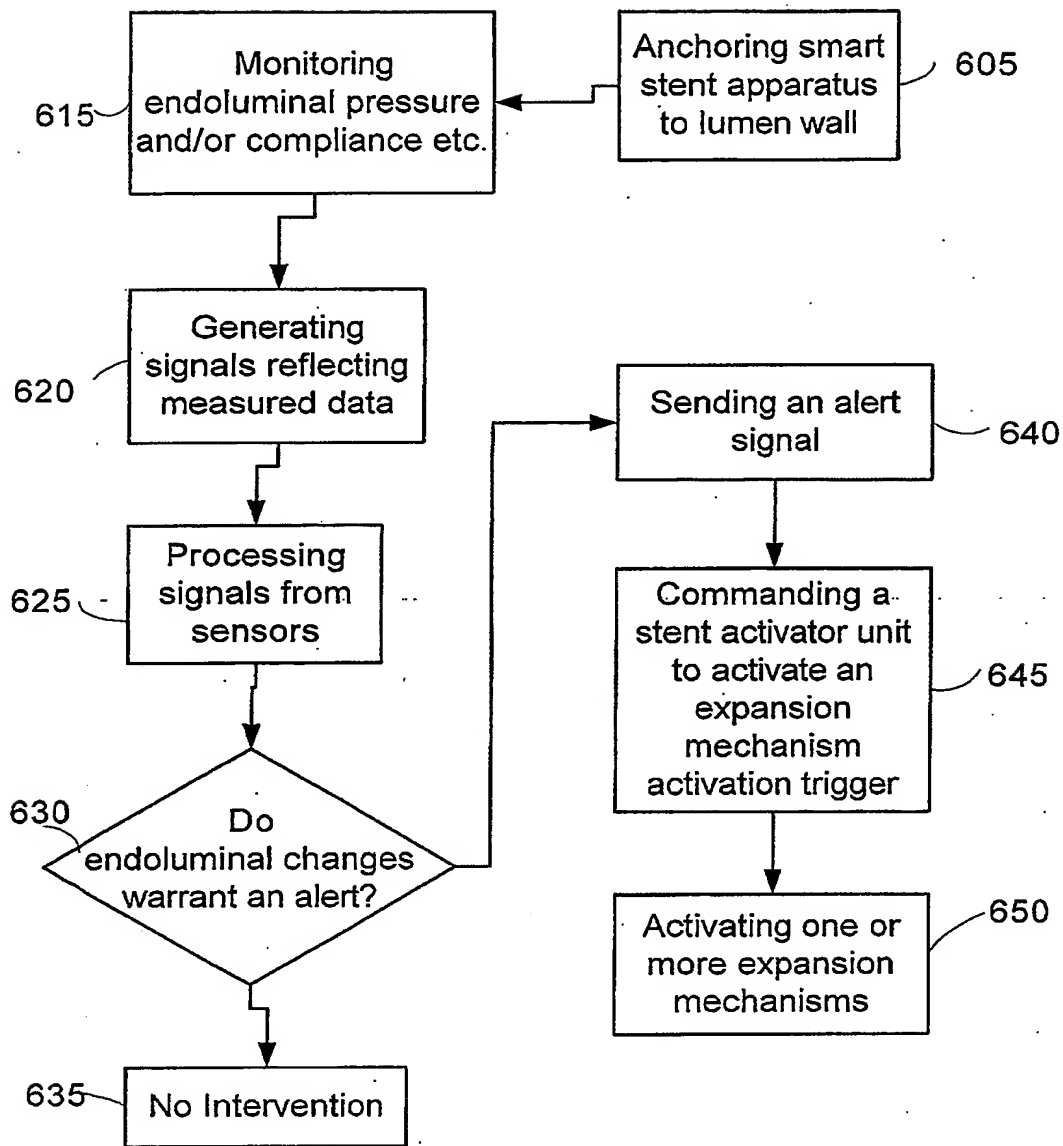 Anchoring smart
stent apparatus
to lumen wall
605
Monitoring
endoluminal pressure
and/or compliance etc.
615
Generating
signals reflecting
measured data
620
Processing
signals from
sensors
625
Do
endoluminal changes
warrant an alert?
630
No Intervention
635
Sending an alert
signal
640
Commanding a
stent activator unit
to activate an
expansion
mechanism
activation trigger
645
Activating one or
more expansion
mechanisms
650